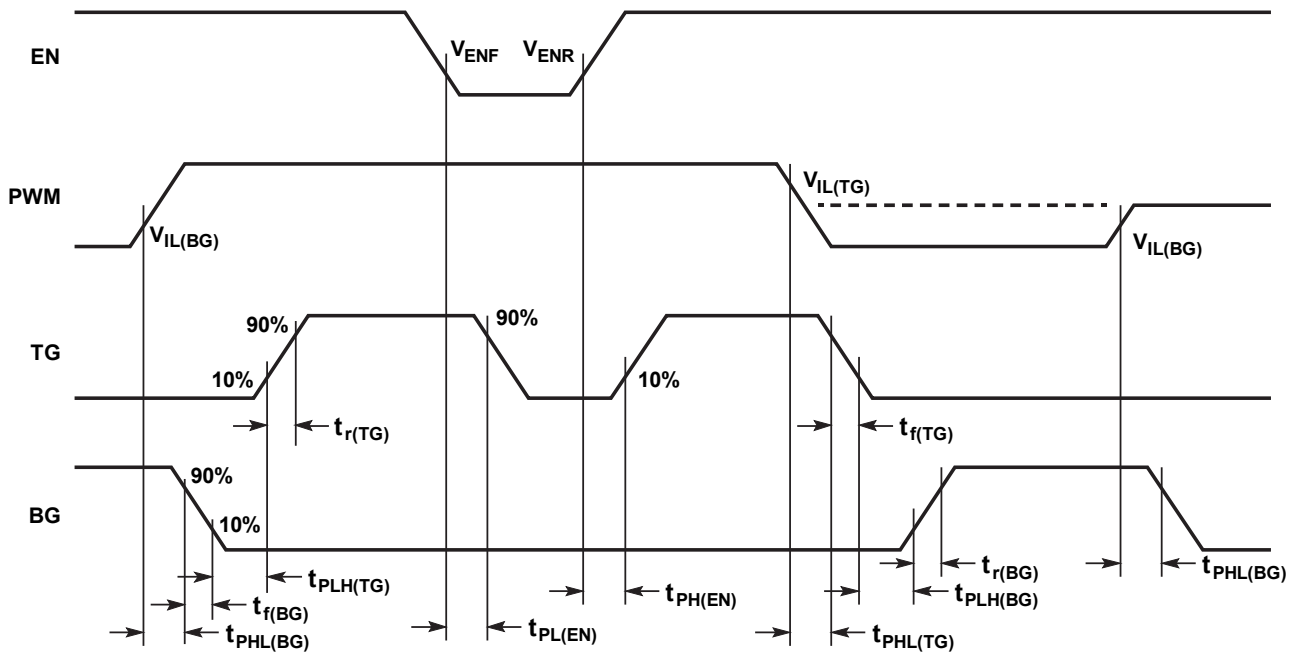 EN
V_ENF V_ENR
PWM
V_IL(BG)
V_IL(TG)
V_IL(BG)
TG
90%
10%
90%
10%
t_r(TG)
t_f(TG)
BG
90%
10%
t_PLH(TG)
t_f(BG)
t_PHL(BG)
t_PL(EN)
t_PH(EN)
t_PHL(TG)
t_r(BG)
t_PLH(BG)
t_PHL(BG)